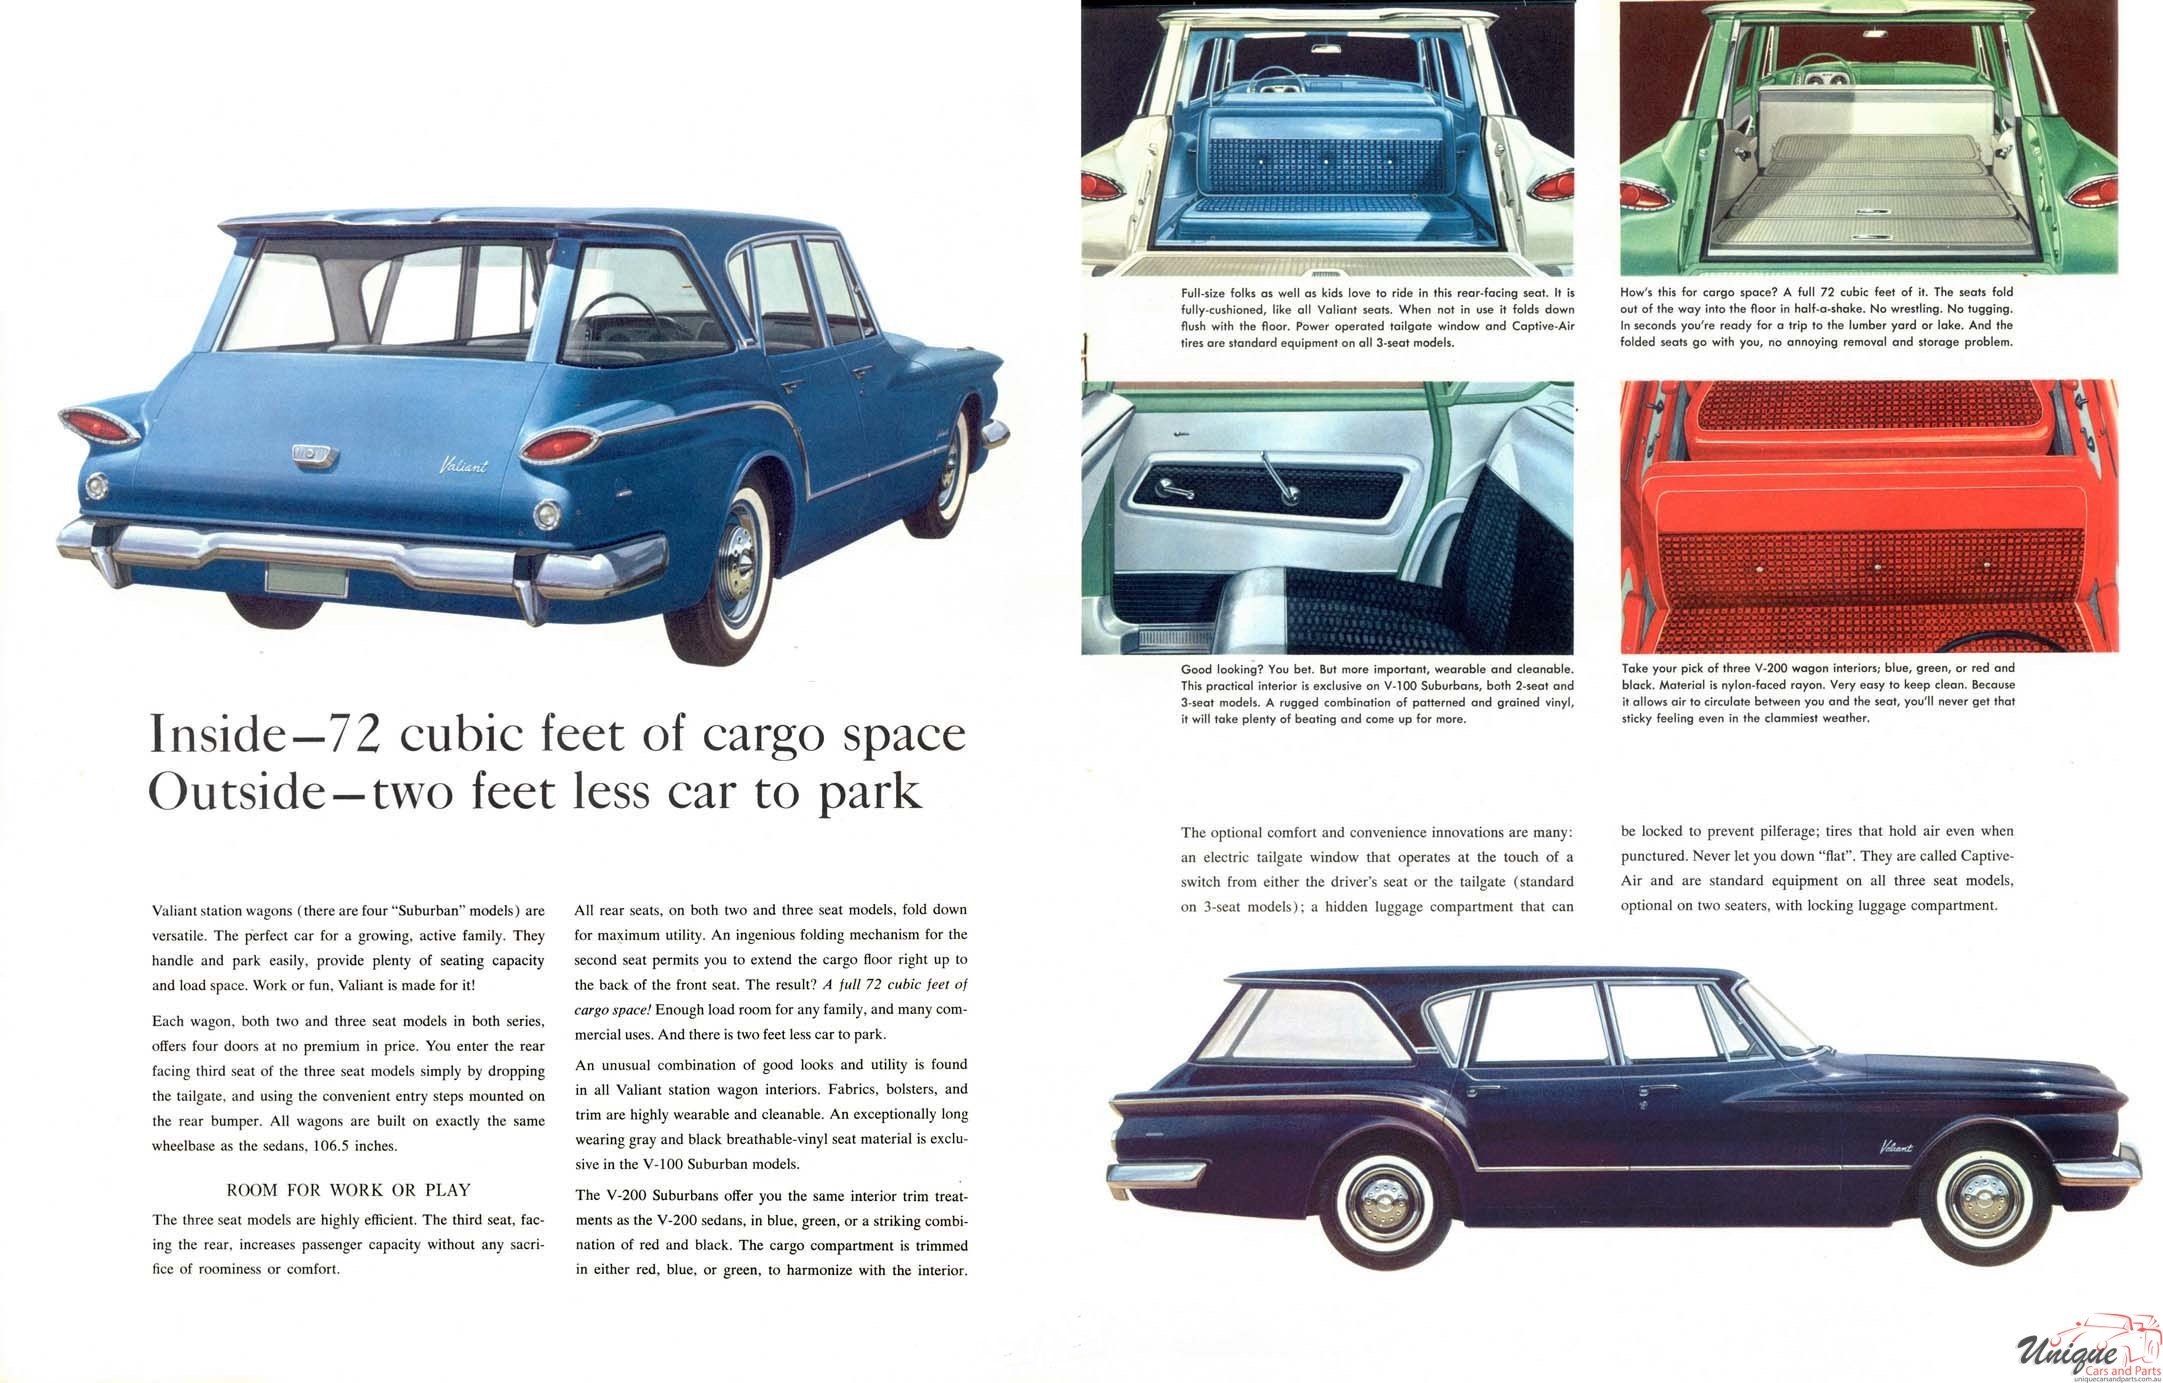 Valiant
Inside—72 cubic feet of cargo space
Outside—two feet less car to park
Valiant station wagons (there are four “Suburban” models) are
versatile. The perfect car for a growing, active family. They
handle and park easily, provide plenty of seating capacity
and load space. Work or fun, Valiant is made for it!
Each wagon, both two and three seat models in both series,
offers four doors at no premium in price. You enter the rear
facing third seat of the three seat models simply by dropping
the tailgate, and using the convenient entry steps mounted on
the rear bumper. All wagons are built on exactly the same
wheelbase as the sedans, 106.5 inches.
ROOM FOR WORK OR PLAY
The three seat models are highly efficient. The third seat, fac-
ing the rear, increases passenger capacity without any sacri-
fice of roominess or comfort.
All rear seats, on both two and three seat models, fold down
for maximum utility. An ingenious folding mechanism for the
second seat permits you to extend the cargo floor right up to
the back of the front seat. The result? A full 72 cubic feet of
cargo space! Enough load room for any family, and many com-
mercial uses. And there is two feet less car to park.
An unusual combination of good looks and utility is found
in all Valiant station wagon interiors. Fabrics, bolsters, and
trim are highly wearable and cleanable. An exceptionally long
wearing gray and black breathable-vinyl seat material is exclu-
sive in the V-100 Suburban models.
The V-200 Suburbans offer you the same interior trim treat-
ments as the V-200 sedans, in blue, green, or a striking combi-
nation of red and black. The cargo compartment is trimmed
in either red, blue, or green, to harmonize with the interior.
Full-size folks as well as kids love to ride in this rear-facing seat. It is
fully-cushioned, like all Valiant seats. When not in use it folds down
flush with the floor. Power operated tailgate window and Captive-Air
tires are standard equipment on all 3-seat models.
How's this for cargo space? A full 72 cubic feet of it. The seats fold
out of the way into the floor in half-a-shake. No wrestling. No tugging.
In seconds you're ready for a trip to the lumber yard or lake. And the
folded seats go with you, no annoying removal and storage problem.
Good looking? You bet. But more important, wearable and cleanable.
This practical interior is exclusive on V-100 Suburbans, both 2-seat and
3-seat models. A rugged combination of patterned and grained vinyl,
it will take plenty of beating and come up for more.
Take your pick of three V-200 wagon interiors; blue, green, or red and
black. Material is nylon-faced rayon. Very easy to keep clean. Because
it allows air to circulate between you and the seat, you'll never get that
sticky feeling even in the clammiest weather.
The optional comfort and convenience innovations are many:
an electric tailgate window that operates at the touch of a
switch from either the driver's seat or the tailgate (standard
on 3-seat models); a hidden luggage compartment that can
be locked to prevent pilferage; tires that hold air even when
punctured. Never let you down “flat”. They are called Captive-
Air and are standard equipment on all three seat models,
optional on two seaters, with locking luggage compartment.
Valiant
Unique
Cars and Parts
uniquecarsandparts.com.au